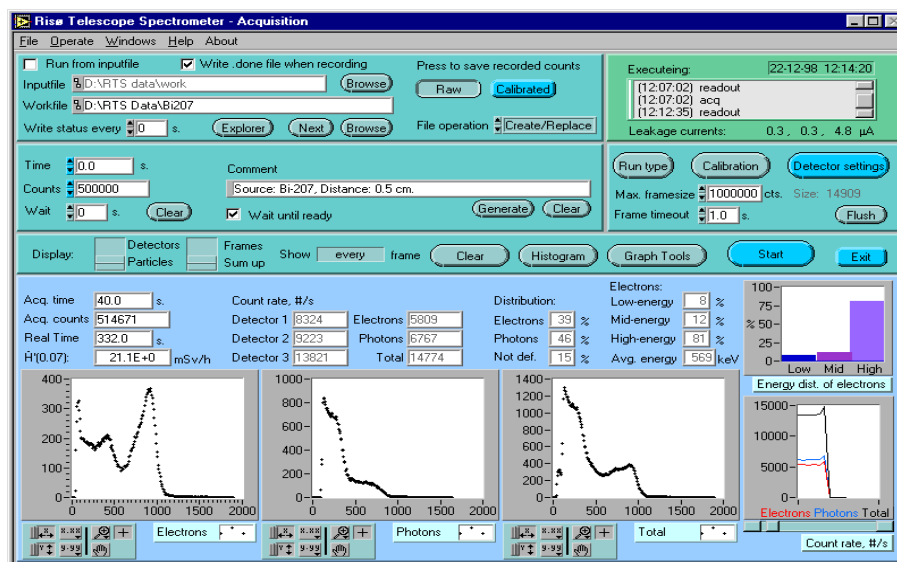 Risø Telescope Spectrometer - Acquisition
File Operate Windows Help About
Run from inputfile Write .done file when recording
Inputfile D:\RTS data\work Browse
Workfile D:\RTS Data\Bi207
Write status every 0 s. Explorer Next Browse
Press to save recorded counts
Raw Calibrated
File operation Create/Replace
Executeing: 22-12-98 12:14:20
(12:07:02) readout
(12:07:02) acq
(12:12:35) readout
Leakage currents: 0.3 , 0.3 , 4.8 µA
Time 0.0 s.
Counts 500000
Wait 0 s. Clear
Comment
Source: Bi-207, Distance: 0.5 cm.
Wait until ready Generate Clear
Run type Calibration Detector settings
Max. framesize 1000000 cts. Size: 14909
Frame timeout 1.0 s. Flush
Display: Detectors Particles Frames Sum up Show every frame Clear Histogram Graph Tools Start Exit
Acq. time 40.0 s.
Acq. counts 514671
Real Time 332.0 s.
Ḣ'(0.07): 21.1E+0 mSv/h
Count rate, #/s
Detector 1 8324 Electrons 5809
Detector 2 9223 Photons 6767
Detector 3 13821 Total 14774
Distribution:
Electrons 39 %
Photons 46 %
Not def. 15 %
Electrons:
Low-energy 8 %
Mid-energy 12 %
High-energy 81 %
Avg. energy 569 keV
100-
75-
% 50-
25-
0-
Low Mid High
Energy dist. of electrons
400-
300-
200-
100-
0-
0 500 1000 1500 2000
Electrons
1000-
800-
600-
400-
200-
0-
0 500 1000 1500 2000
Photons
1400-
1200-
1000-
800-
600-
400-
200-
0-
0 500 1000 1500 2000
Total
15000-
10000-
5000-
0-
Electrons Photons Total
Count rate, #/s